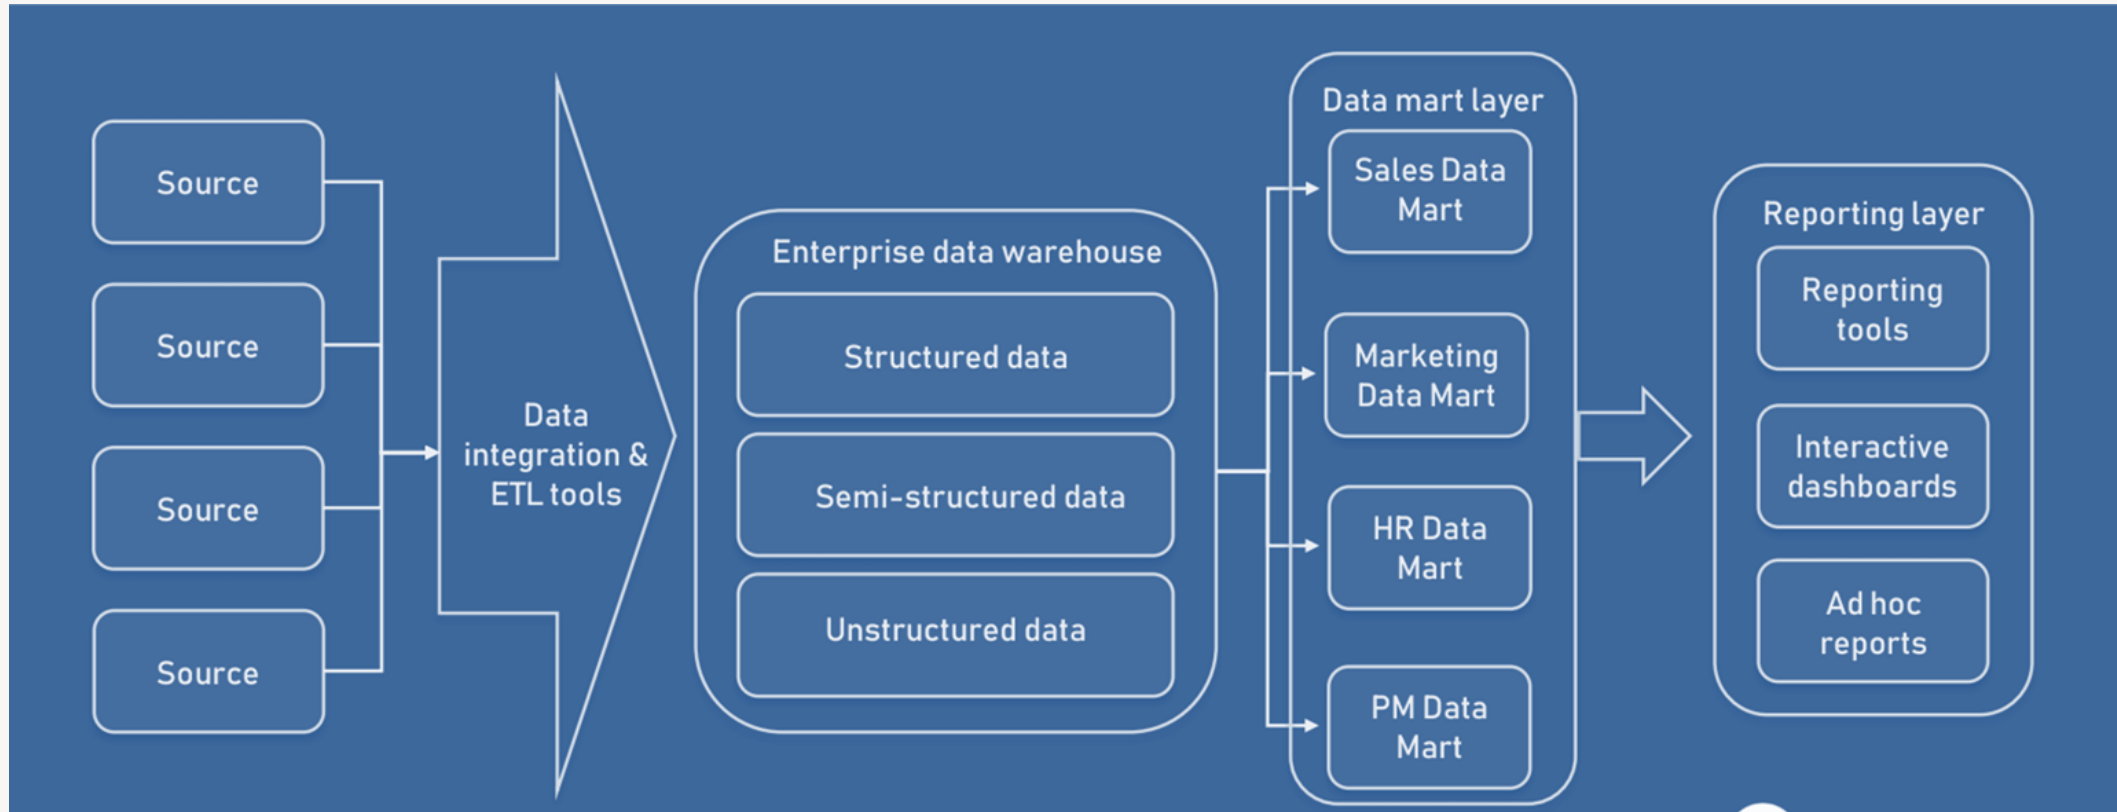 Source
Source
Source
Source
Data
integration &
ETL tools
Enterprise data warehouse
Structured data
Semi-structured data
Unstructured data
Data mart layer
Sales Data
Mart
Marketing
Data Mart
HR Data
Mart
PM Data
Mart
Reporting layer
Reporting
tools
Interactive
dashboards
Ad hoc
reports